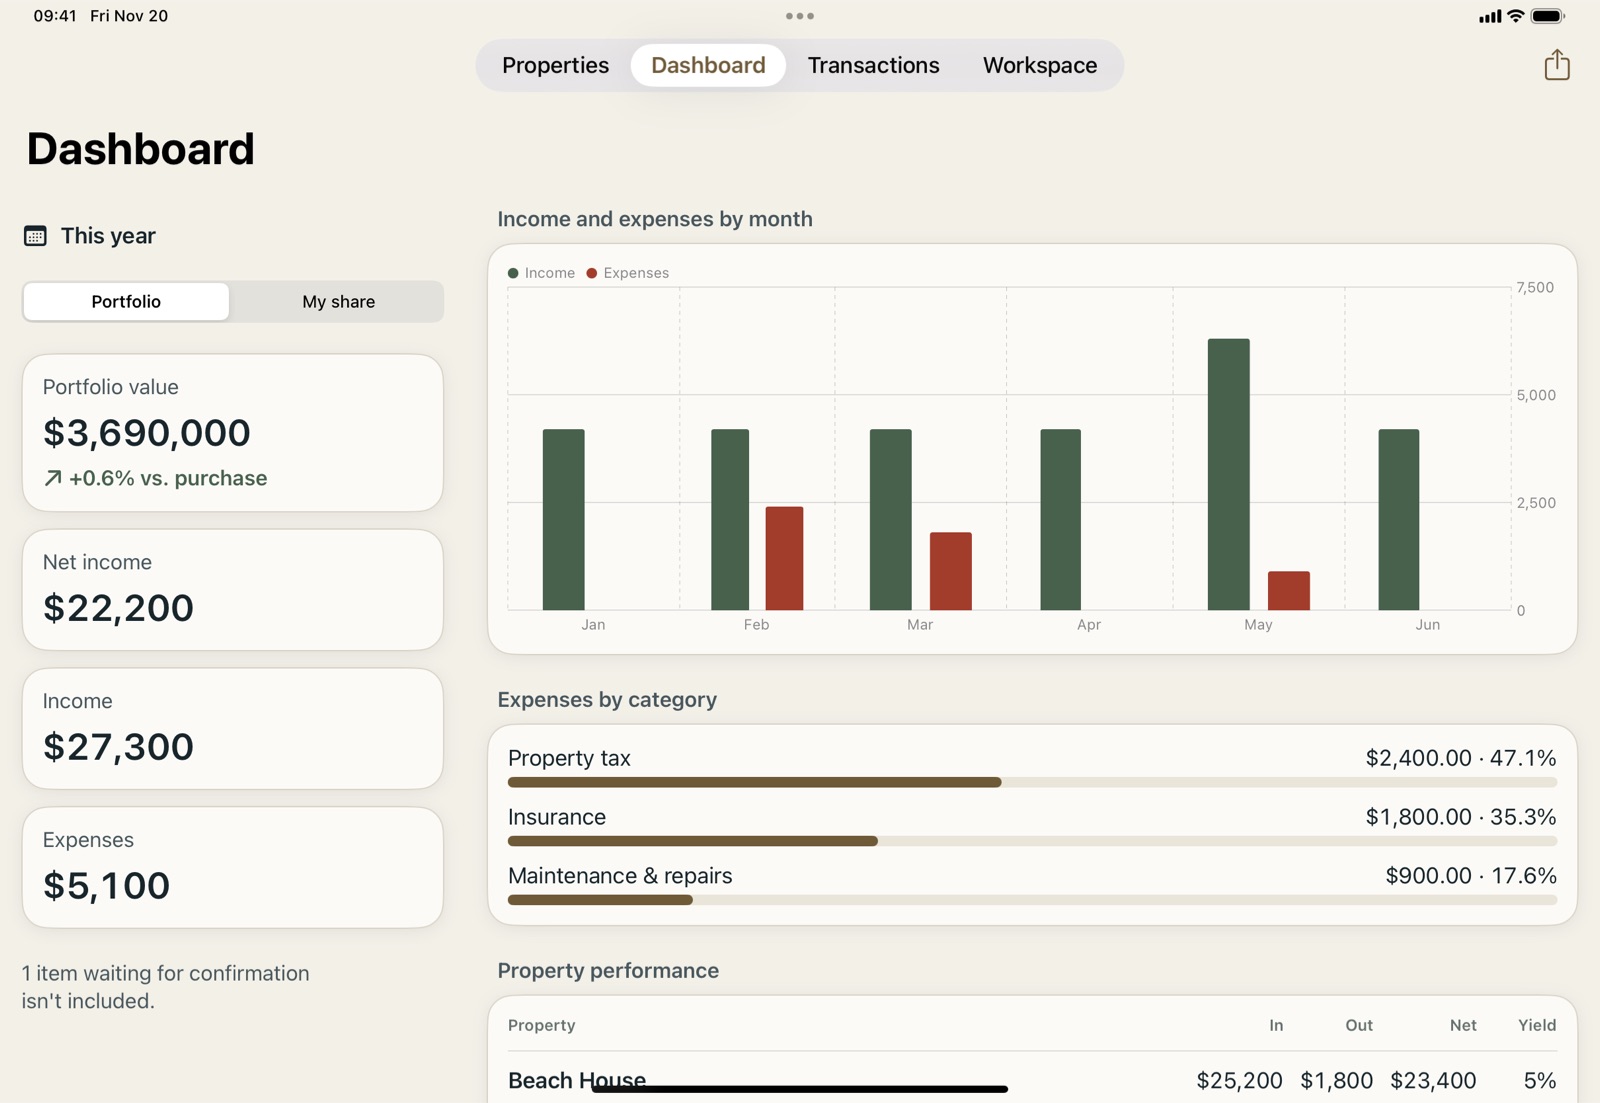 09:41 Fri Nov 20
Properties Dashboard Transactions Workspace
Dashboard
This year
Portfolio My share
Portfolio value
$3,690,000
+0.6% vs. purchase
Net income
$22,200
Income
$27,300
Expenses
$5,100
1 item waiting for confirmation
isn't included.
Income and expenses by month
Income Expenses
7,500
5,000
2,500
0
Jan Feb Mar Apr May Jun
Expenses by category
Property tax $2,400.00 · 47.1%
Insurance $1,800.00 · 35.3%
Maintenance & repairs $900.00 · 17.6%
Property performance
Property In Out Net Yield
Beach House $25,200 $1,800 $23,400 5%